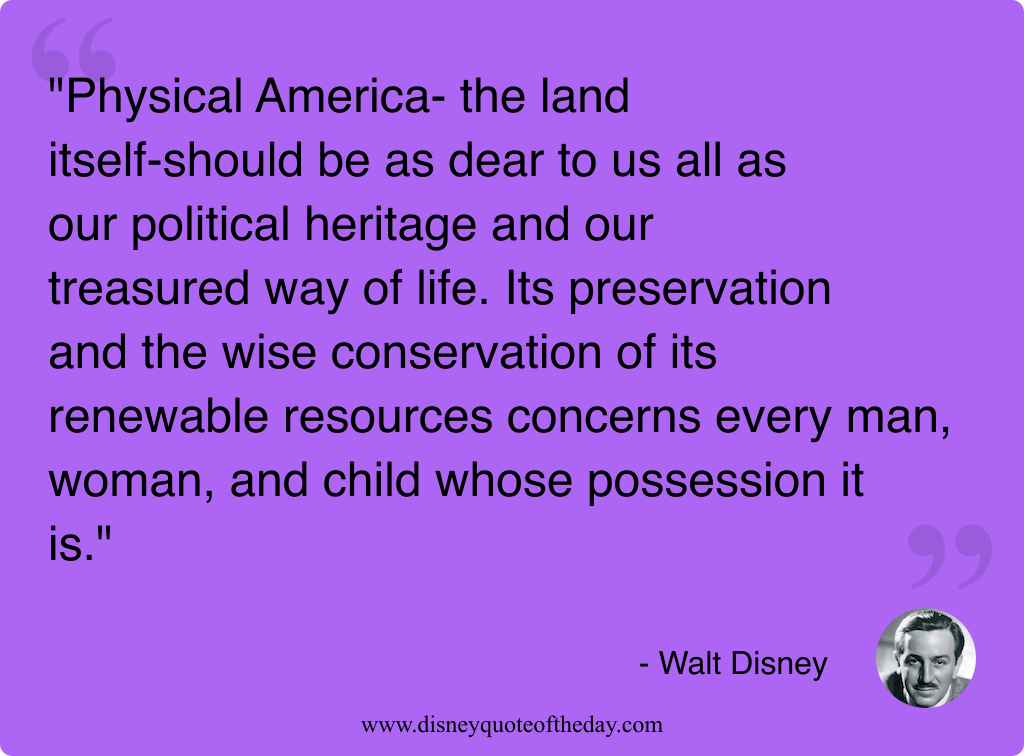 "Physical America- the land
itself-should be as dear to us all as
our political heritage and our
treasured way of life. Its preservation
and the wise conservation of its
renewable resources concerns every man,
woman, and child whose possession it
is."
- Walt Disney
www.disneyquoteoftheday.com